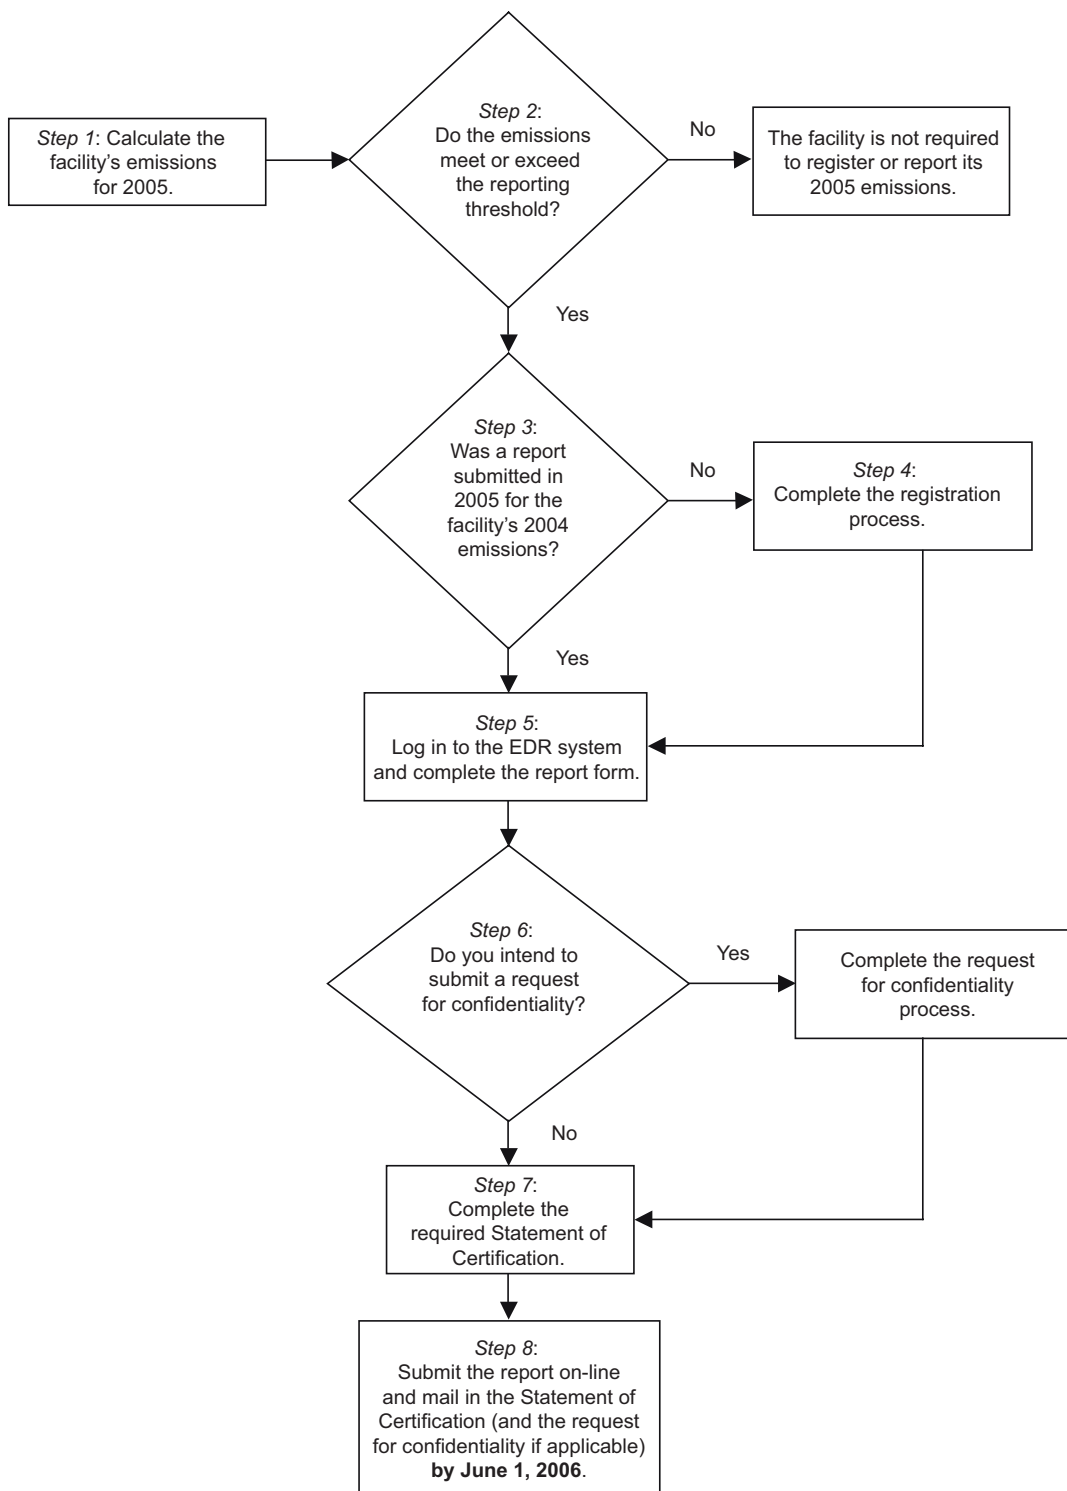 Step 1: Calculate the
facility's emissions
for 2005.
Step 2:
Do the emissions
meet or exceed
the reporting
threshold?
No
The facility is not required
to register or report its
2005 emissions.
Yes
Step 3:
Was a report
submitted in
2005 for the
facility's 2004
emissions?
No
Step 4:
Complete the registration
process.
Yes
Step 5:
Log in to the EDR system
and complete the report form.
Step 6:
Do you intend to
submit a request
for confidentiality?
Yes
Complete the request
for confidentiality
process.
No
Step 7:
Complete the
required Statement of
Certification.
Step 8:
Submit the report on-line
and mail in the Statement of
Certification (and the request
for confidentiality if applicable)
by June 1, 2006.